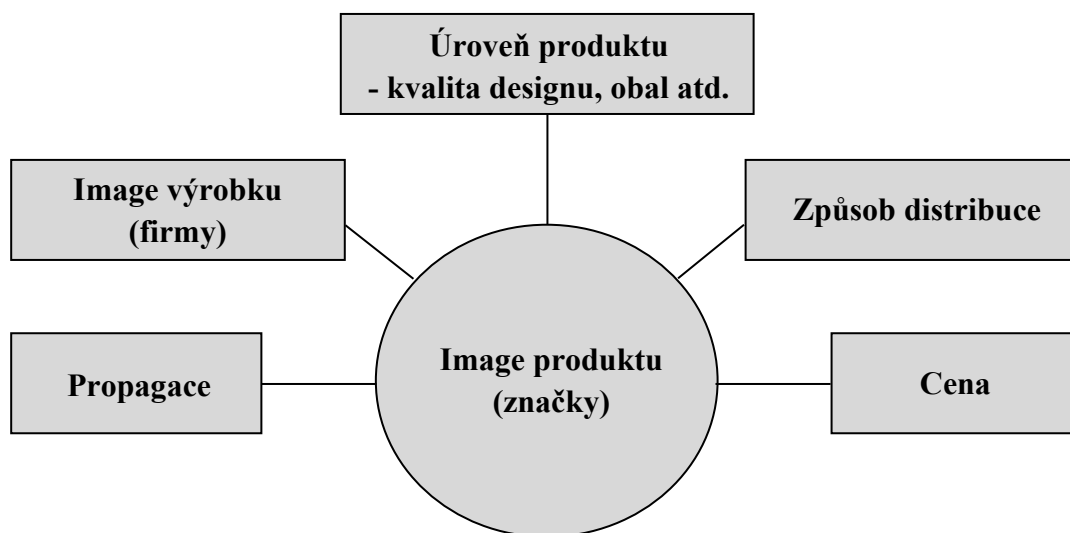 Úroveň produktu
- kvalita designu, obal atd.
Image výrobku
(firmy)
Způsob distribuce
Propagace
Image produktu
(značky)
Cena